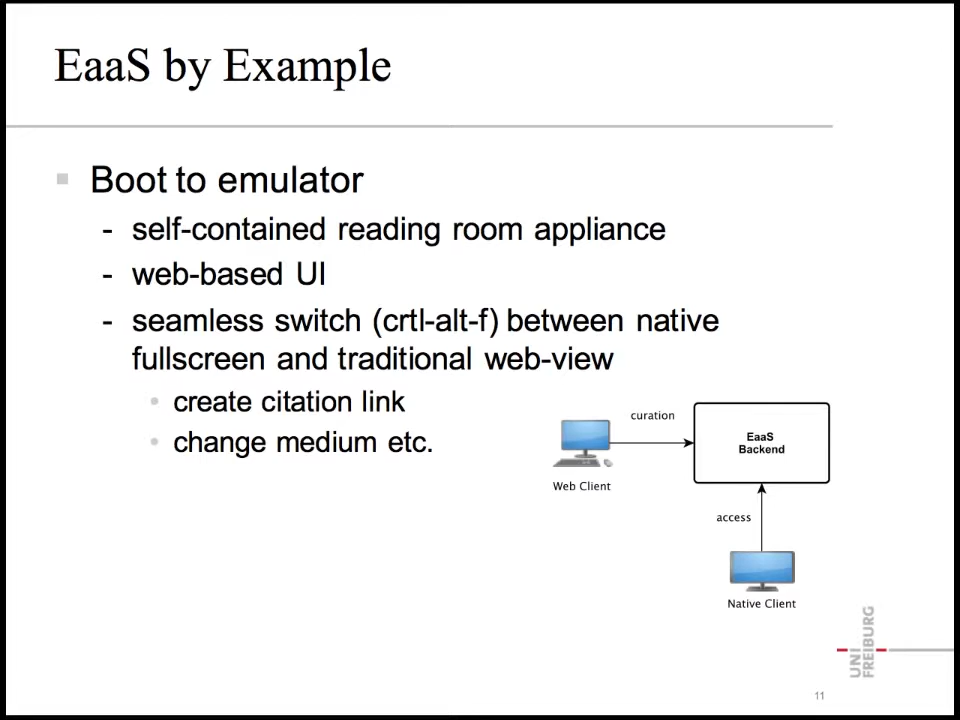 EaaS by Example
Boot to emulator
- self-contained reading room appliance
- web-based UI
- seamless switch (crtl-alt-f) between native
fullscreen and traditional web-view
• create citation link
• change medium etc.
curation
EaaS
Backend
Web Client
access
Native Client
UNI
FREIBURG
11